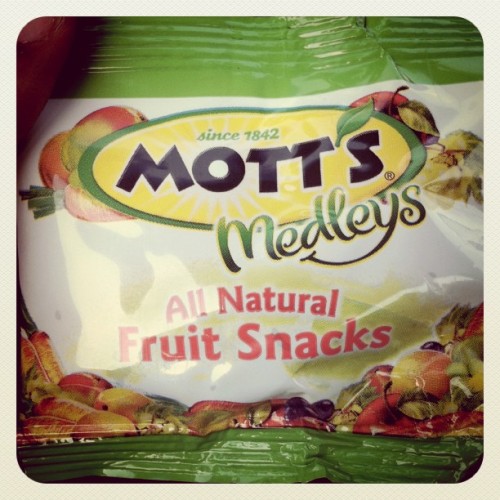 since 1842
MOTT'S®
Medleys
All Natural
Fruit Snacks